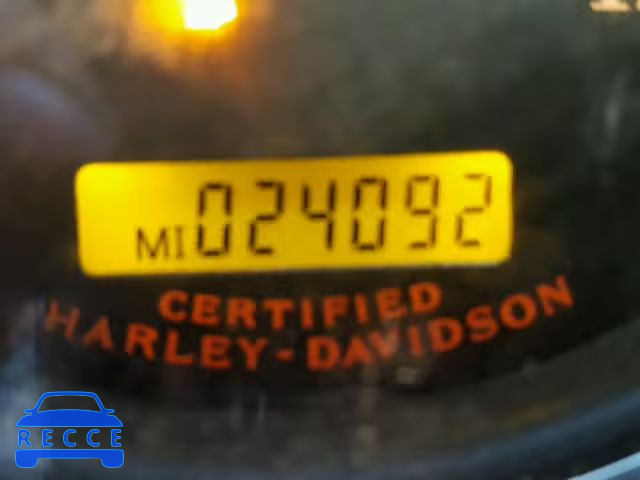 MI 024092
CERTIFIED
HARLEY-DAVIDSON
RECCE